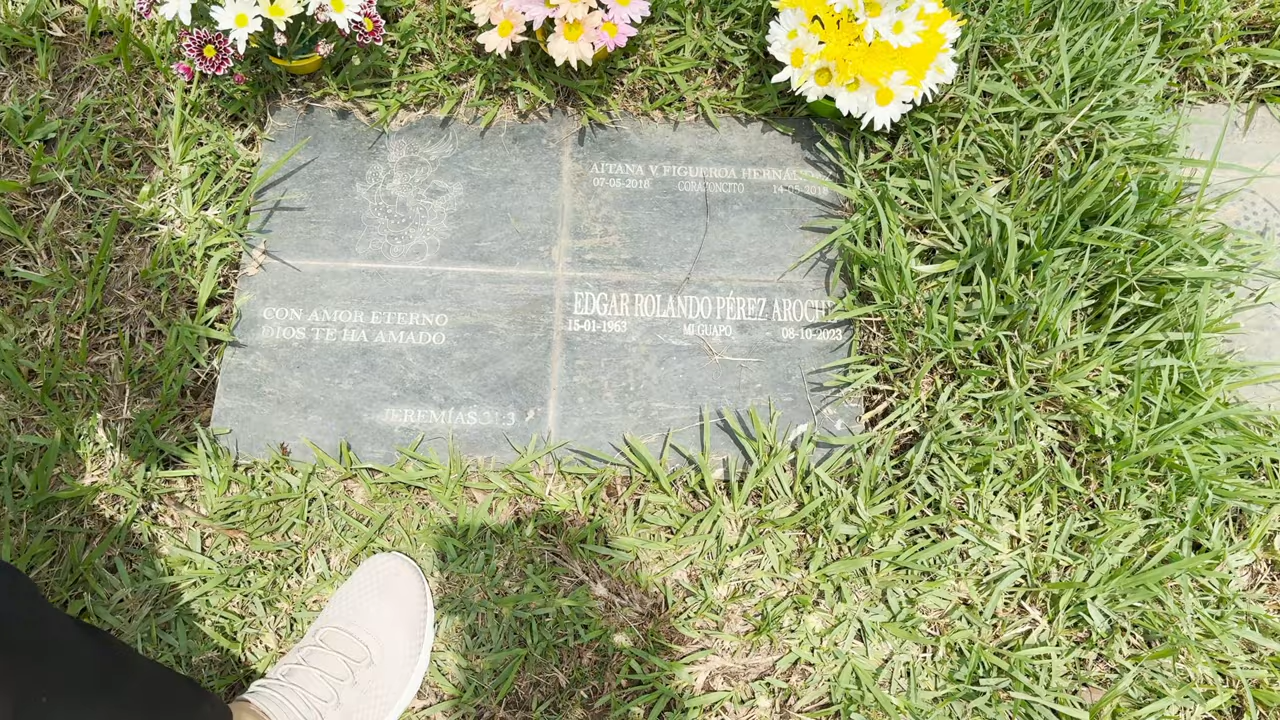 AITANA V. FIGUEROA HERNÁNDEZ
07-05-2018 CORAZONCITO 14-05-2018
CON AMOR ETERNO
DIOS TE HA AMADO
JEREMÍAS 31:3
EDGAR ROLANDO PÉREZ AROCHE
15-01-1963 MI GUAPO 08-10-2023